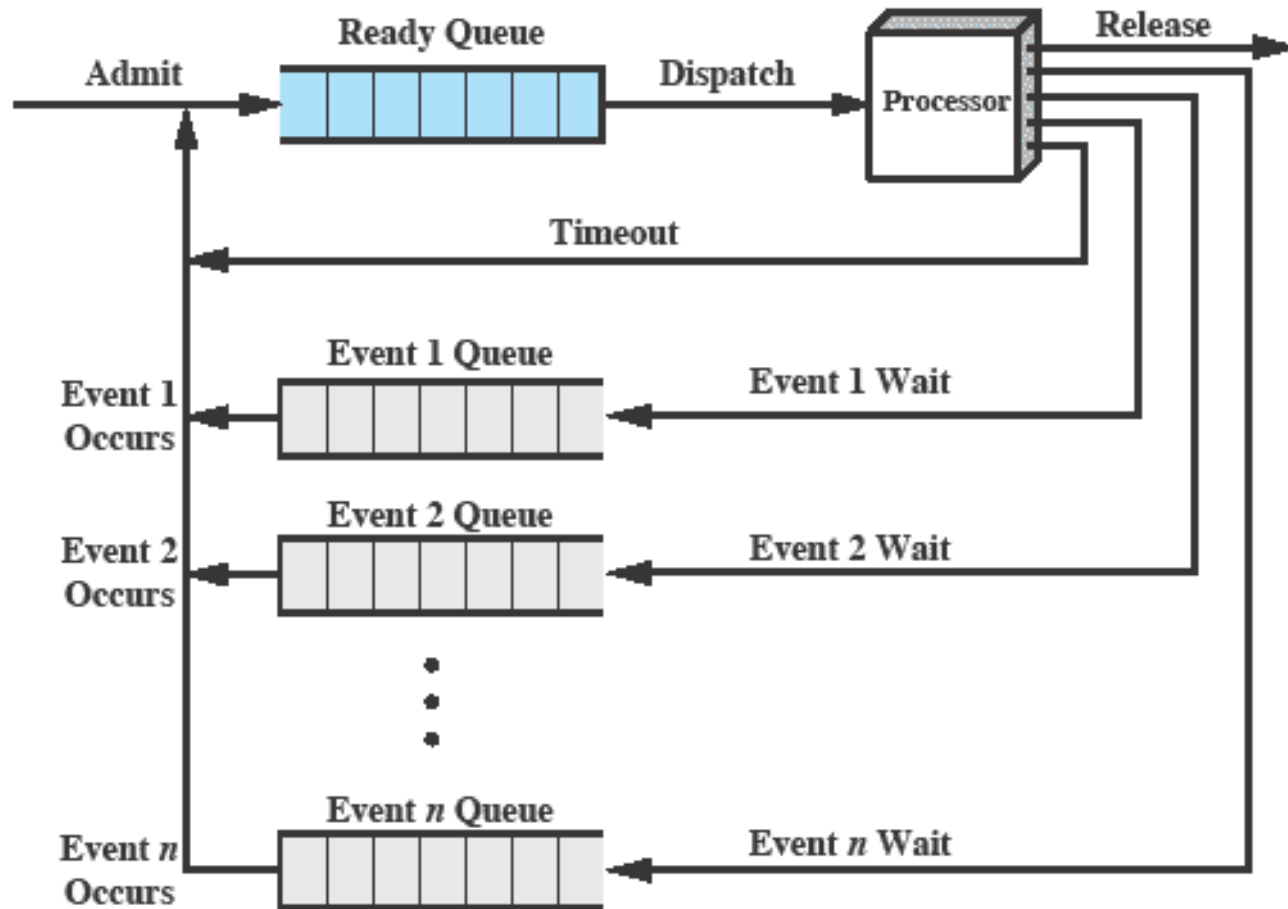 Ready Queue
Release
Admit
Dispatch
Processor
Timeout
Event 1 Queue
Event 1
Occurs
Event 1 Wait
Event 2 Queue
Event 2
Occurs
Event 2 Wait
Event n Queue
Event n
Occurs
Event n Wait